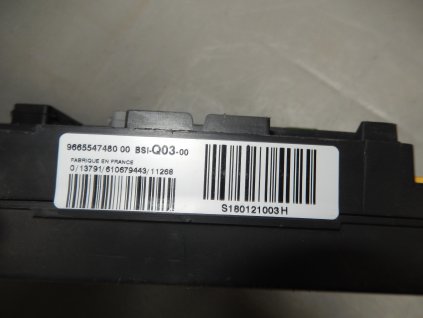 9665547480 00 BSI-Q03-00
FABRIQUE EN FRANCE
0/13791/610679443/11268
S180121003H